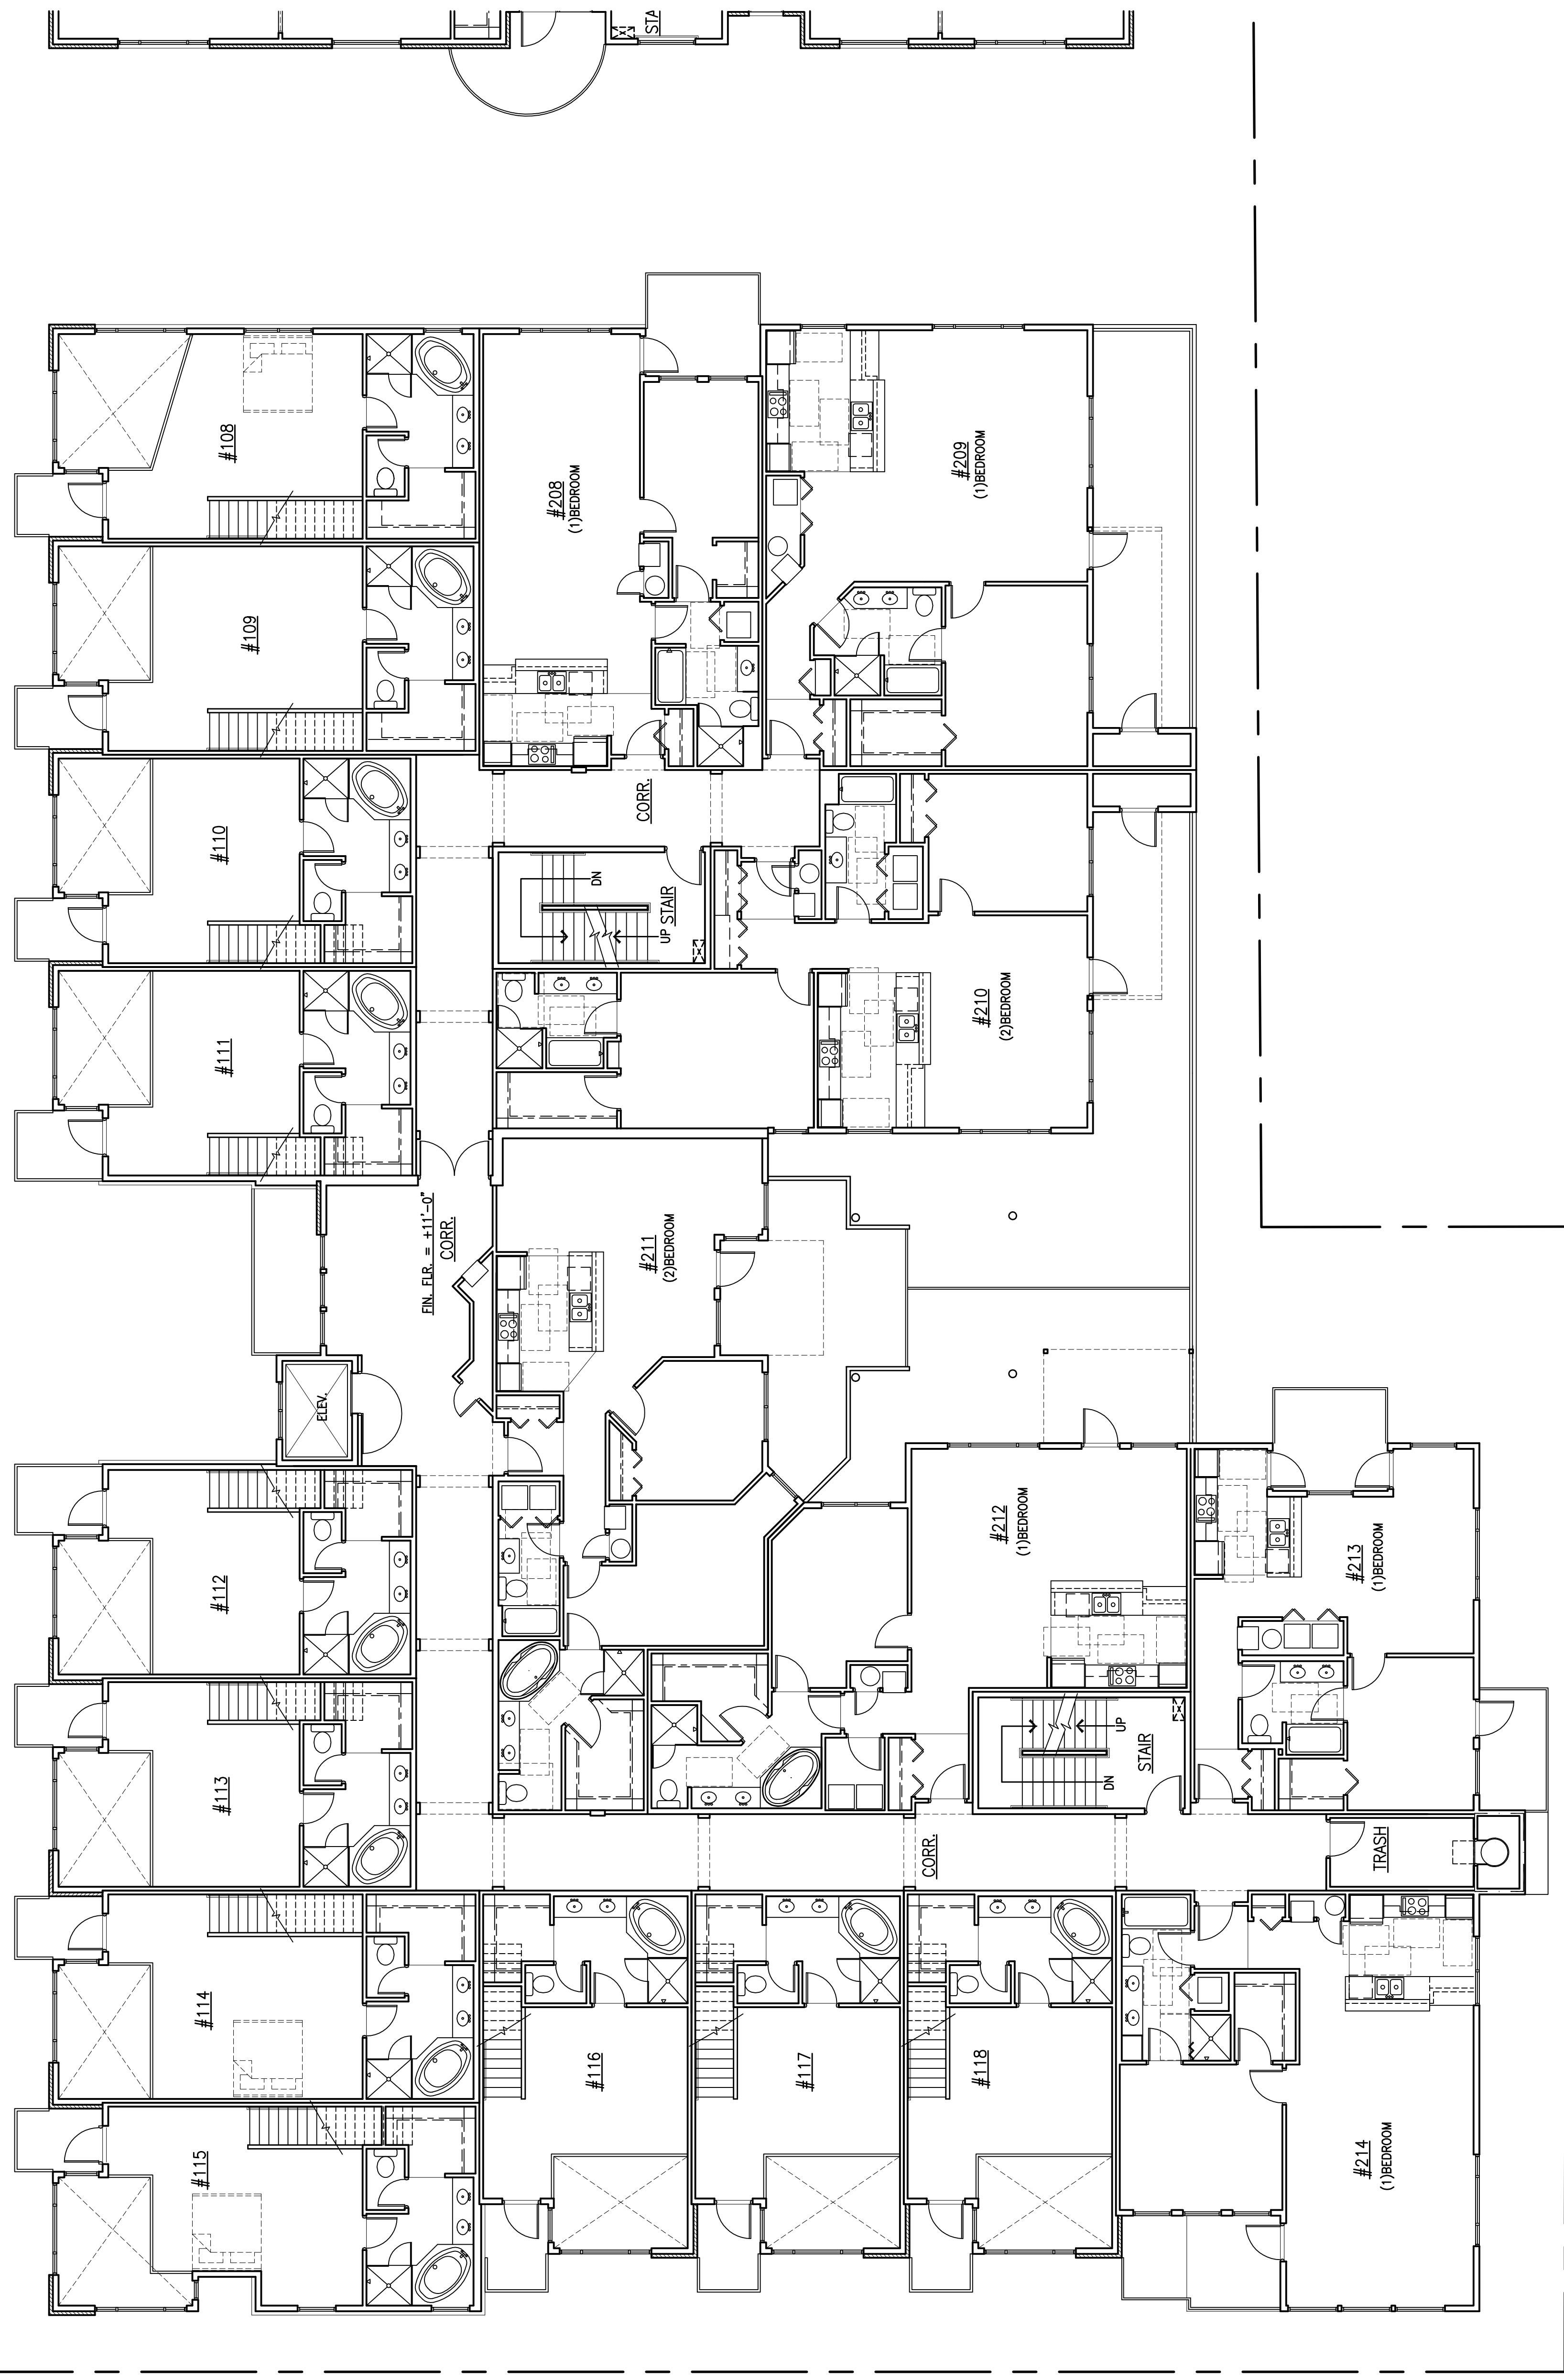 STA
#108
#109
#110
#111
#112
#113
#114
#115
#208
(1)BEDROOM
#209
(1)BEDROOM
CORR.
DN
UP
STAIR
#210
(2)BEDROOM
FIN. FLR. = +11'-0"
CORR.
ELEV.
#211
(2)BEDROOM
#212
(1)BEDROOM
#213
(1)BEDROOM
UP
DN
STAIR
CORR.
TRASH
#116
#117
#118
#214
(1)BEDROOM